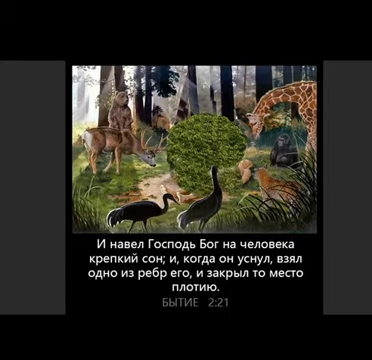 И навел Господь Бог на человека
крепкий сон; и, когда он уснул, взял
одно из ребр его, и закрыл то место
плотию.
БЫТИЕ 2:21